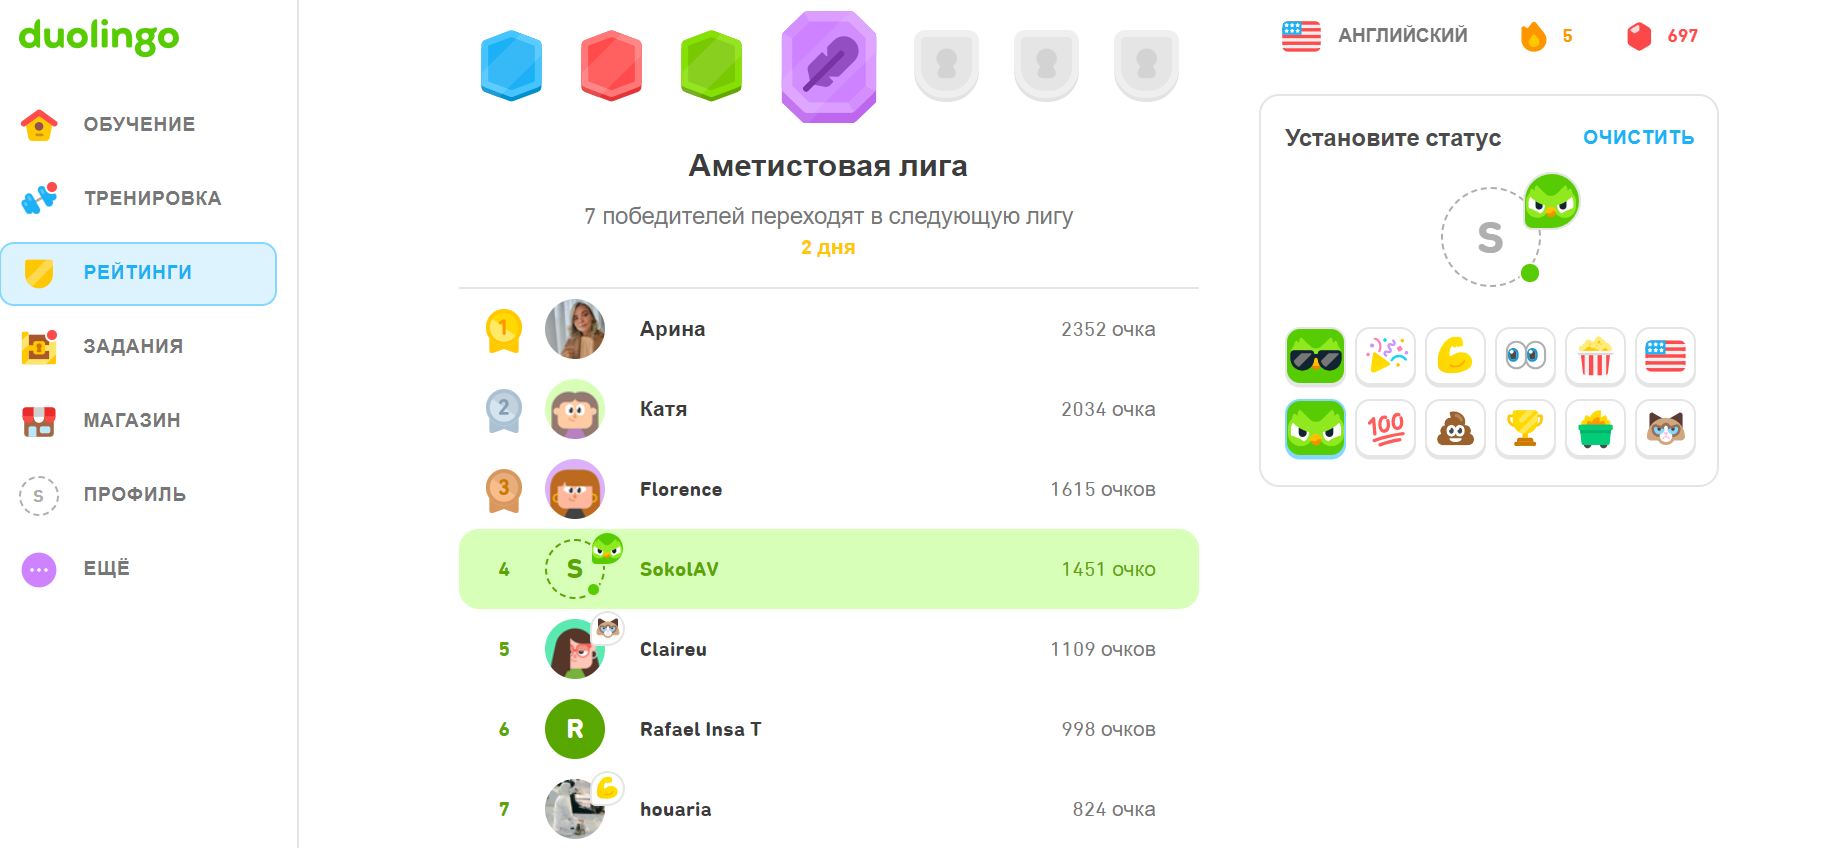 duolingo
ОБУЧЕНИЕ
ТРЕНИРОВКА
РЕЙТИНГИ
ЗАДАНИЯ
МАГАЗИН
S ПРОФИЛЬ
ЕЩЁ
Аметистовая лига
7 победителей переходят в следующую лигу
2 дня
1 Арина 2352 очка
2 Катя 2034 очка
3 Florence 1615 очков
4 S SokolAV 1451 очко
5 Claireu 1109 очков
6 R Rafael Insa T 998 очков
7 houaria 824 очка
АНГЛИЙСКИЙ 5 697
Установите статус ОЧИСТИТЬ
S
100